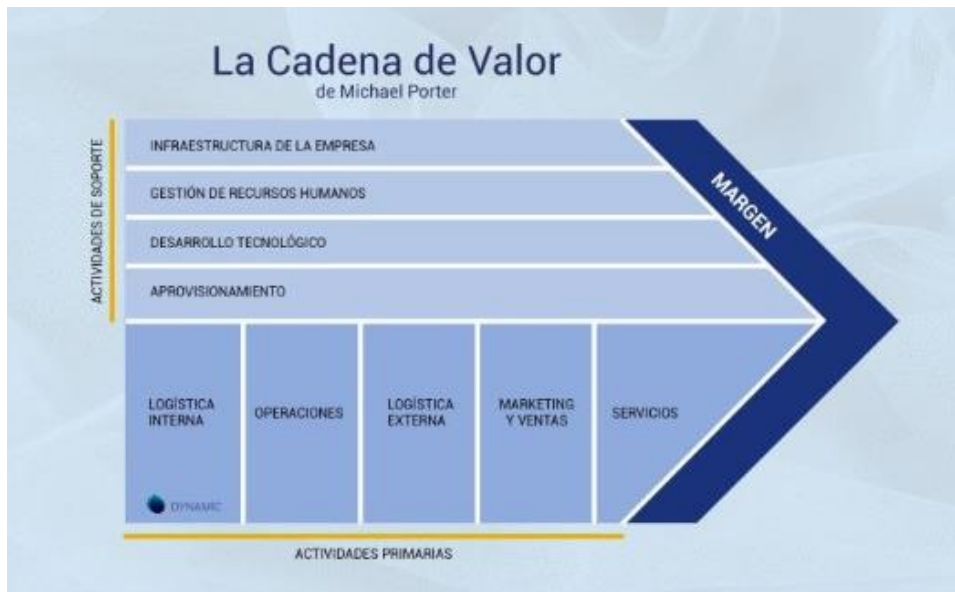 La Cadena de Valor
de Michael Porter
ACTIVIDADES DE SOPORTE
INFRAESTRUCTURA DE LA EMPRESA
GESTIÓN DE RECURSOS HUMANOS
DESARROLLO TECNOLÓGICO
APROVISIONAMIENTO
MARGEN
LOGÍSTICA
INTERNA
OPERACIONES
LOGÍSTICA
EXTERNA
MARKETING
Y VENTAS
SERVICIOS
DYNAMIC
ACTIVIDADES PRIMARIAS